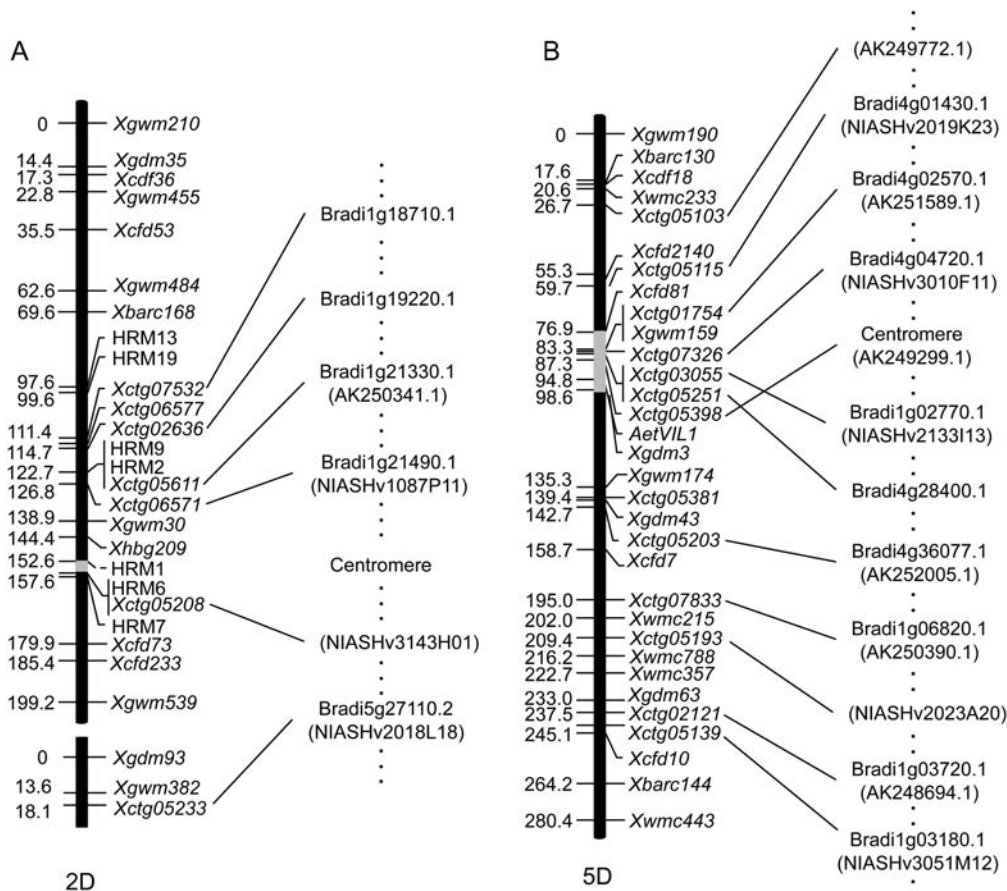 A
0
14.4
17.3
22.8
35.5
62.6
69.6
97.6
99.6
111.4
114.7
122.7
126.8
138.9
144.4
152.6
157.6
179.9
185.4
199.2
0
13.6
18.1
Xgwm210
Xgdm35
Xcdf36
Xgwm455
Xcfd53
Xgwm484
Xbarc168
HRM13
HRM19
Xctg07532
Xctg06577
Xctg02636
HRM9
HRM2
Xctg05611
Xctg06571
Xgwm30
Xhbg209
HRM1
HRM6
Xctg05208
HRM7
Xcfd73
Xcfd233
Xgwm539
Xgdm93
Xgwm382
Xctg05233
Bradi1g18710.1
Bradi1g19220.1
Bradi1g21330.1
(AK250341.1)
Bradi1g21490.1
(NIASHv1087P11)
Centromere
(NIASHv3143H01)
Bradi5g27110.2
(NIASHv2018L18)
2D
B
0
17.6
20.6
26.7
55.3
59.7
76.9
83.3
87.3
94.8
98.6
135.3
139.4
142.7
158.7
195.0
202.0
209.4
216.2
222.7
233.0
237.5
245.1
264.2
280.4
Xgwm190
Xbarc130
Xcdf18
Xwmc233
Xctg05103
Xcfd2140
Xctg05115
Xcfd81
Xctg01754
Xgwm159
Xctg07326
Xctg03055
Xctg05251
Xctg05398
AetVIL1
Xgdm3
Xgwm174
Xctg05381
Xgdm43
Xctg05203
Xcfd7
Xctg07833
Xwmc215
Xctg05193
Xwmc788
Xwmc357
Xgdm63
Xctg02121
Xctg05139
Xcfd10
Xbarc144
Xwmc443
(AK249772.1)
Bradi4g01430.1
(NIASHv2019K23)
Bradi4g02570.1
(AK251589.1)
Bradi4g04720.1
(NIASHv3010F11)
Centromere
(AK249299.1)
Bradi1g02770.1
(NIASHv2133I13)
Bradi4g28400.1
Bradi4g36077.1
(AK252005.1)
Bradi1g06820.1
(AK250390.1)
(NIASHv2023A20)
Bradi1g03720.1
(AK248694.1)
Bradi1g03180.1
(NIASHv3051M12)
5D